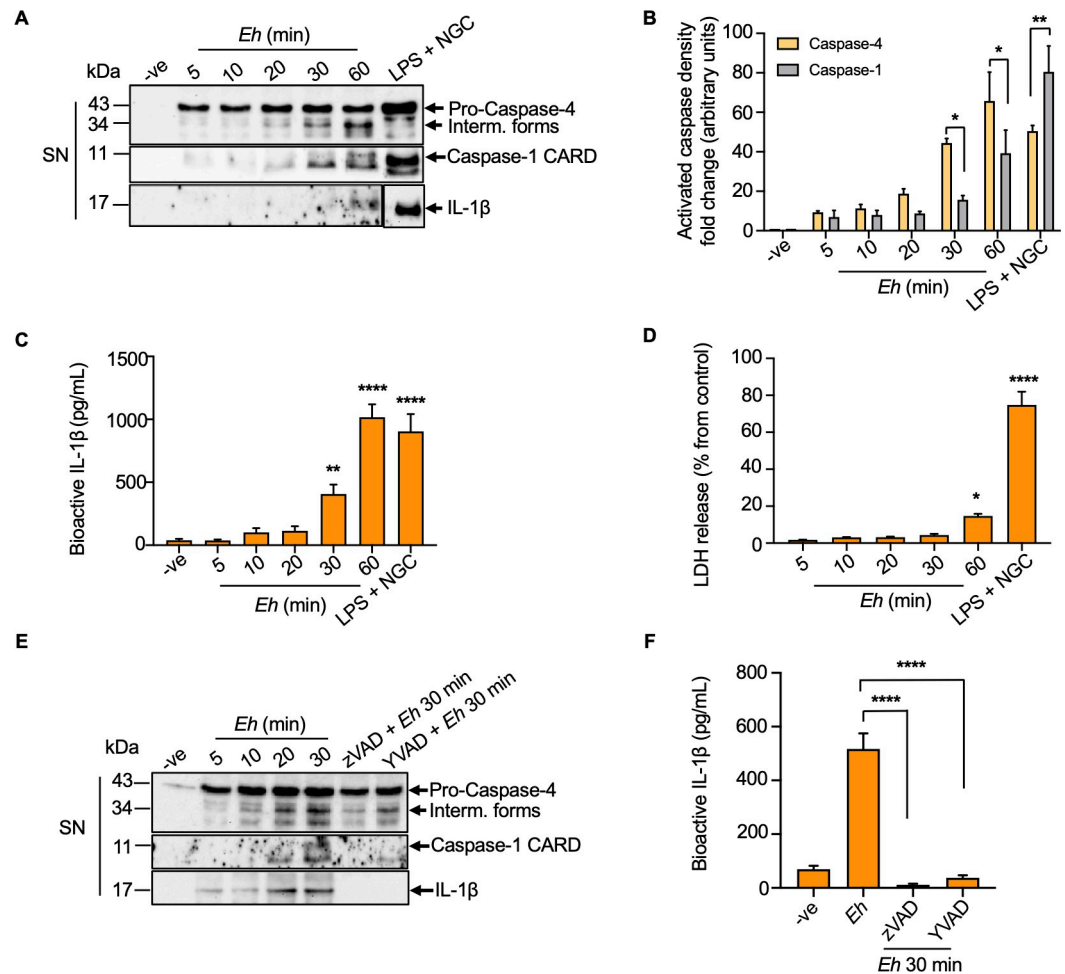 A
Eh (min)
kDa
-ve
5
10
20
30
60
LPS + NGC
43
34
11
17
SN
Pro-Caspase-4
Interm. forms
Caspase-1 CARD
IL-1β
B
Activated caspase density
fold change (arbitrary units)
100
80
60
40
20
0
Caspase-4
Caspase-1
*
*
**
-ve
5
10
20
30
60
LPS + NGC
Eh (min)
C
Bioactive IL-1β (pg/mL)
1500
1000
500
0
**
****
****
-ve
5
10
20
30
60
LPS + NGC
Eh (min)
D
LDH release (% from control)
100
80
60
40
20
0
*
****
5
10
20
30
60
LPS + NGC
Eh (min)
E
Eh (min)
kDa
-ve
5
10
20
30
zVAD + Eh 30 min
YVAD + Eh 30 min
43
34
11
17
SN
Pro-Caspase-4
Interm. forms
Caspase-1 CARD
IL-1β
F
Bioactive IL-1β (pg/mL)
800
600
400
200
0
****
****
-ve
Eh
zVAD
YVAD
Eh 30 min